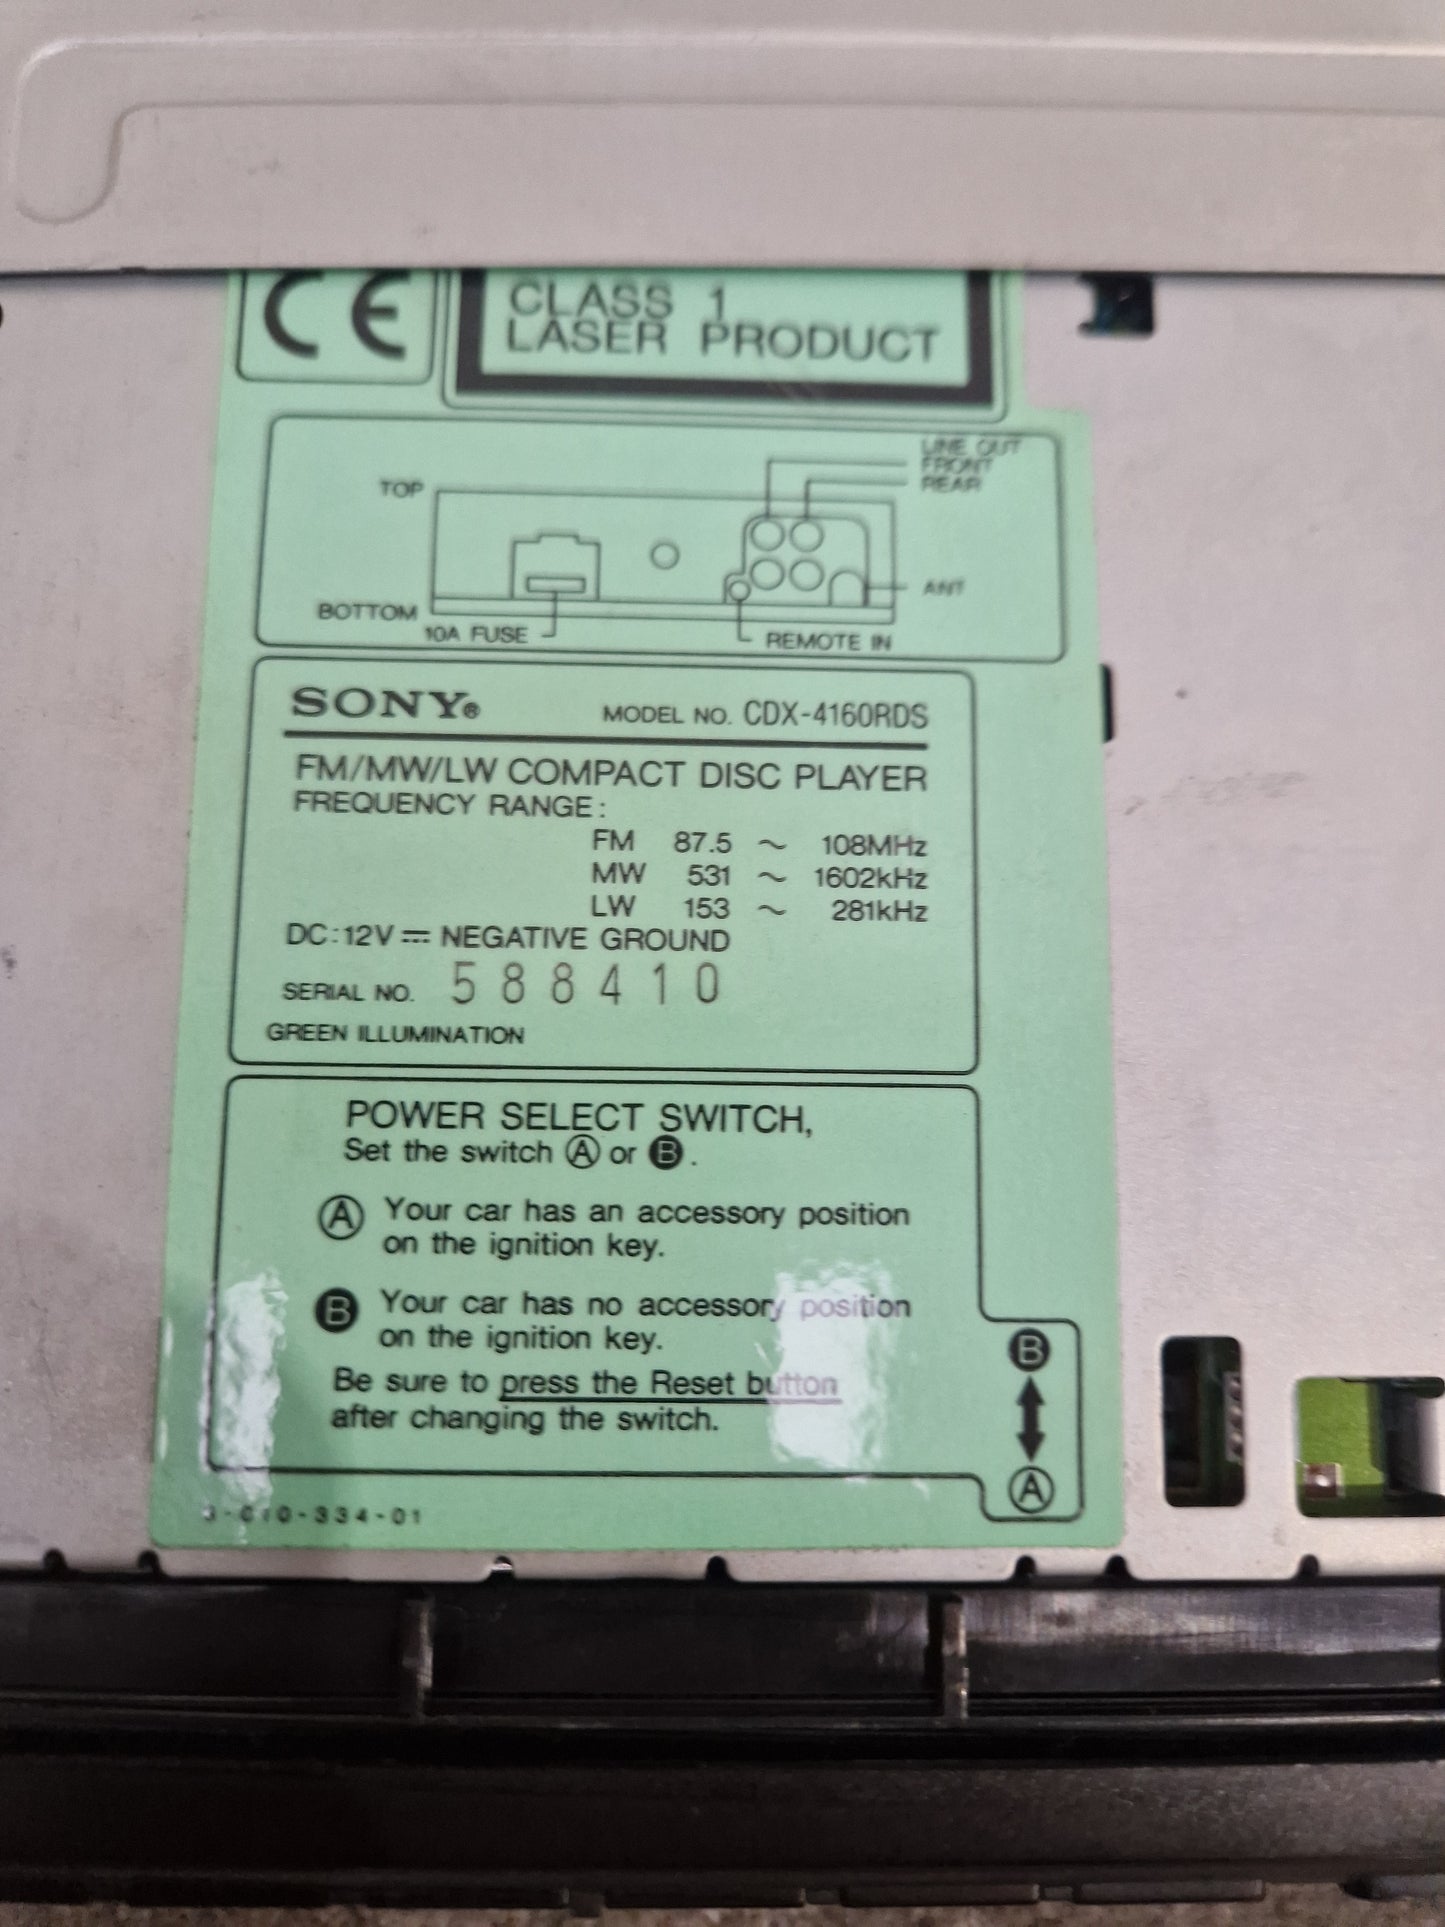 CE
CLASS 1
LASER PRODUCT
LINE OUT
FRONT
REAR
TOP
ANT
BOTTOM
10A FUSE
REMOTE IN
SONY® MODEL NO. CDX-4160RDS
FM/MW/LW COMPACT DISC PLAYER
FREQUENCY RANGE:
FM 87.5 ~ 108MHz
MW 531 ~ 1602kHz
LW 153 ~ 281kHz
DC:12V⎓ NEGATIVE GROUND
SERIAL NO. 588410
GREEN ILLUMINATION
POWER SELECT SWITCH,
Set the switch Ⓐ or 🅑.
Ⓐ Your car has an accessory position
on the ignition key.
🅑 Your car has no accessory position
on the ignition key.
Be sure to press the Reset button
after changing the switch.
🅑
Ⓐ